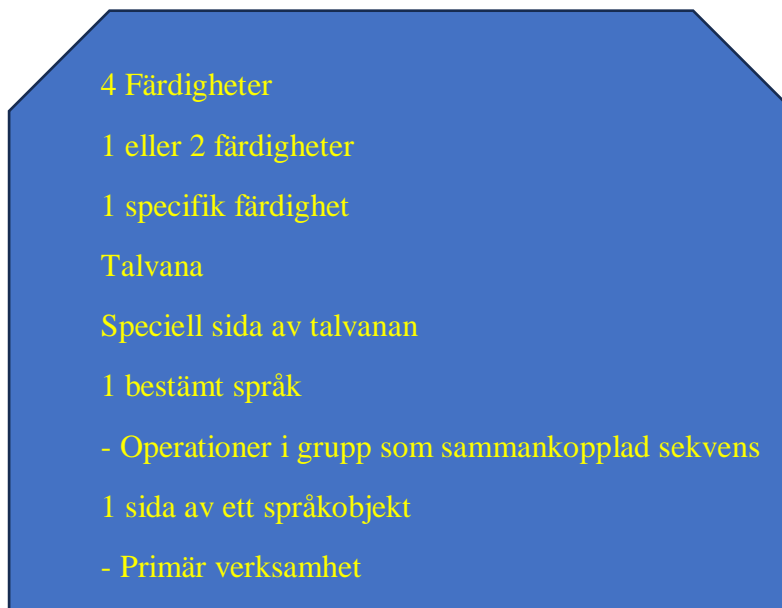 4 Färdigheter
1 eller 2 färdigheter
1 specifik färdighet
Talvana
Speciell sida av talvanan
1 bestämt språk
- Operationer i grupp som sammankopplad sekvens
1 sida av ett språkobjekt
- Primär verksamhet